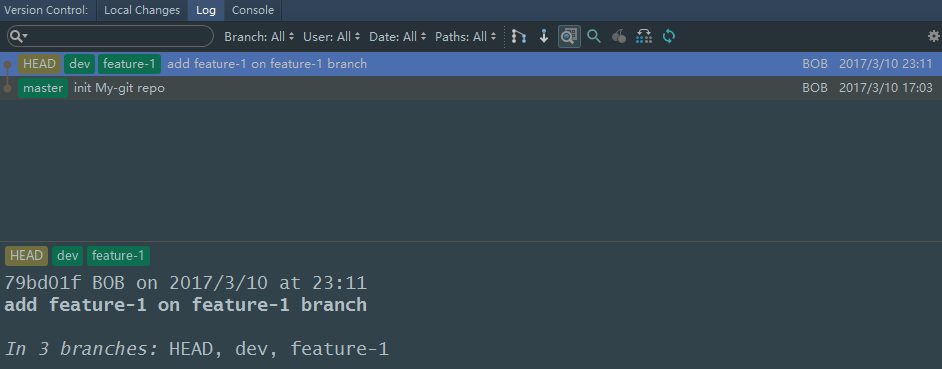 Version Control: Local Changes Log Console
Branch: All User: All Date: All Paths: All
HEAD dev feature-1 add feature-1 on feature-1 branch BOB 2017/3/10 23:11
master init My-git repo BOB 2017/3/10 17:03
HEAD dev feature-1
79bd01f BOB on 2017/3/10 at 23:11
add feature-1 on feature-1 branch
In 3 branches: HEAD, dev, feature-1